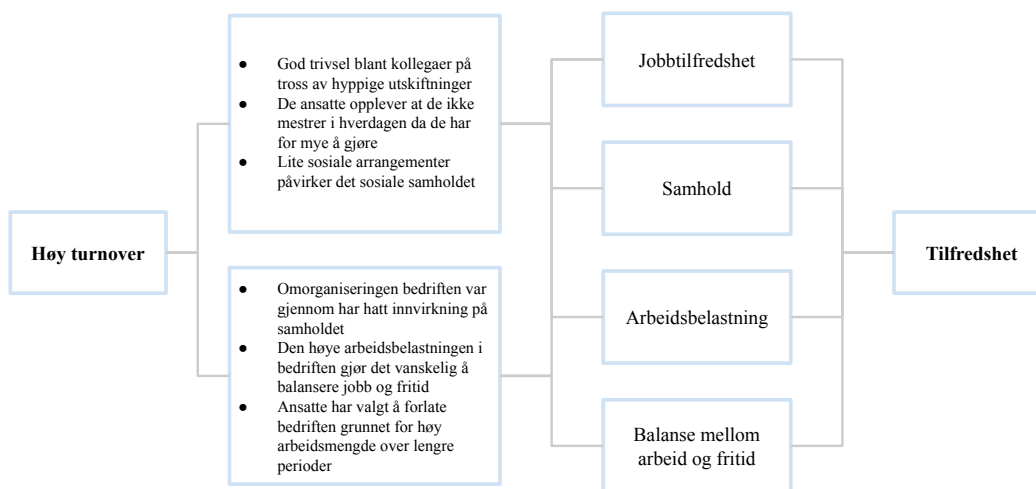 Høy turnover
● God trivsel blant kollegaer på
tross av hyppige utskiftninger
● De ansatte opplever at de ikke
mestrer i hverdagen da de har
for mye å gjøre
● Lite sosiale arrangementer
påvirker det sosiale samholdet
● Omorganiseringen bedriften var
gjennom har hatt innvirkning på
samholdet
● Den høye arbeidsbelastningen i
bedriften gjør det vanskelig å
balansere jobb og fritid
● Ansatte har valgt å forlate
bedriften grunnet for høy
arbeidsmengde over lengre
perioder
Jobbtilfredshet
Samhold
Arbeidsbelastning
Balanse mellom
arbeid og fritid
Tilfredshet